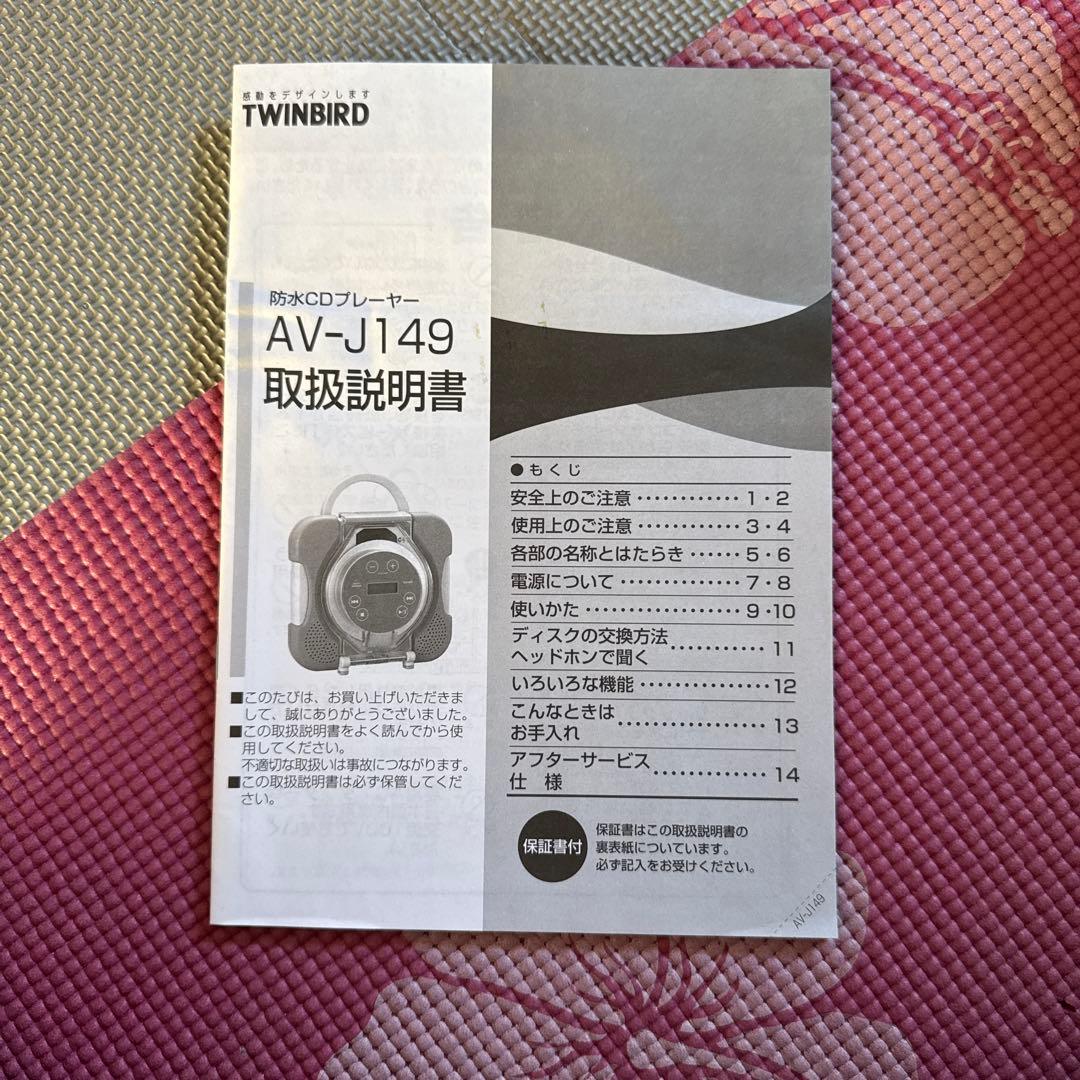 感動をデザインします
TWINBIRD
防水CDプレーヤー
AV-J149
取扱説明書
■このたびは、お買い上げいただきま
して、誠にありがとうございました。
■この取扱説明書をよく読んでから使
用してください。
不適切な取扱いは事故につながります。
■この取扱説明書は必ず保管してくだ
さい。
●もくじ
安全上のご注意・・・・・・・・・・・・1・2
使用上のご注意・・・・・・・・・・・・3・4
各部の名称とはたらき・・・・・・5・6
電源について・・・・・・・・・・・・・・7・8
使いかた・・・・・・・・・・・・・・・・・・9・10
ディスクの交換方法
ヘッドホンで聞く・・・・・・・・・・・11
いろいろな機能・・・・・・・・・・・・・・・12
こんなときは
お手入れ・・・・・・・・・・・・・・・・・13
アフターサービス
仕 様・・・・・・・・・・・・・14
保証書付
保証書はこの取扱説明書の
裏表紙についています。
必ず記入をお受けください。
AV-J149